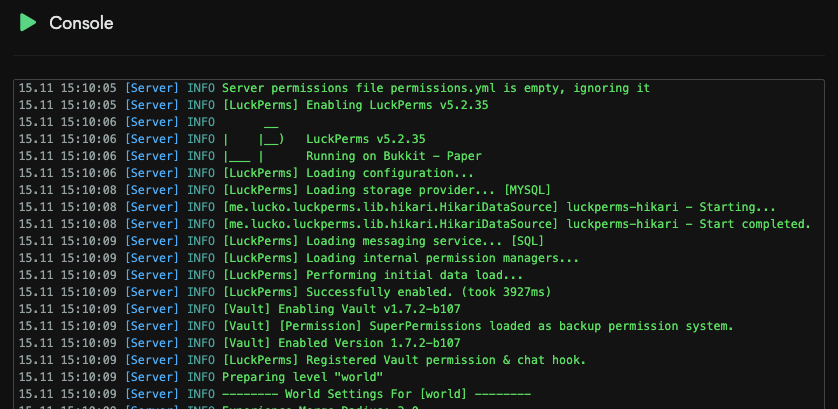 Console
15.11 15:10:05 [Server] INFO Server permissions file permissions.yml is empty, ignoring it
15.11 15:10:05 [Server] INFO [LuckPerms] Enabling LuckPerms v5.2.35
15.11 15:10:06 [Server] INFO        __
15.11 15:10:06 [Server] INFO |    |__)   LuckPerms v5.2.35
15.11 15:10:06 [Server] INFO |___ |      Running on Bukkit - Paper
15.11 15:10:06 [Server] INFO [LuckPerms] Loading configuration...
15.11 15:10:08 [Server] INFO [LuckPerms] Loading storage provider... [MYSQL]
15.11 15:10:08 [Server] INFO [me.lucko.luckperms.lib.hikari.HikariDataSource] luckperms-hikari - Starting...
15.11 15:10:08 [Server] INFO [me.lucko.luckperms.lib.hikari.HikariDataSource] luckperms-hikari - Start completed.
15.11 15:10:09 [Server] INFO [LuckPerms] Loading messaging service... [SQL]
15.11 15:10:09 [Server] INFO [LuckPerms] Loading internal permission managers...
15.11 15:10:09 [Server] INFO [LuckPerms] Performing initial data load...
15.11 15:10:09 [Server] INFO [LuckPerms] Successfully enabled. (took 3927ms)
15.11 15:10:09 [Server] INFO [Vault] Enabling Vault v1.7.2-b107
15.11 15:10:09 [Server] INFO [Vault] [Permission] SuperPermissions loaded as backup permission system.
15.11 15:10:09 [Server] INFO [Vault] Enabled Version 1.7.2-b107
15.11 15:10:09 [Server] INFO [LuckPerms] Registered Vault permission & chat hook.
15.11 15:10:09 [Server] INFO Preparing level "world"
15.11 15:10:09 [Server] INFO -------- World Settings For [world] --------